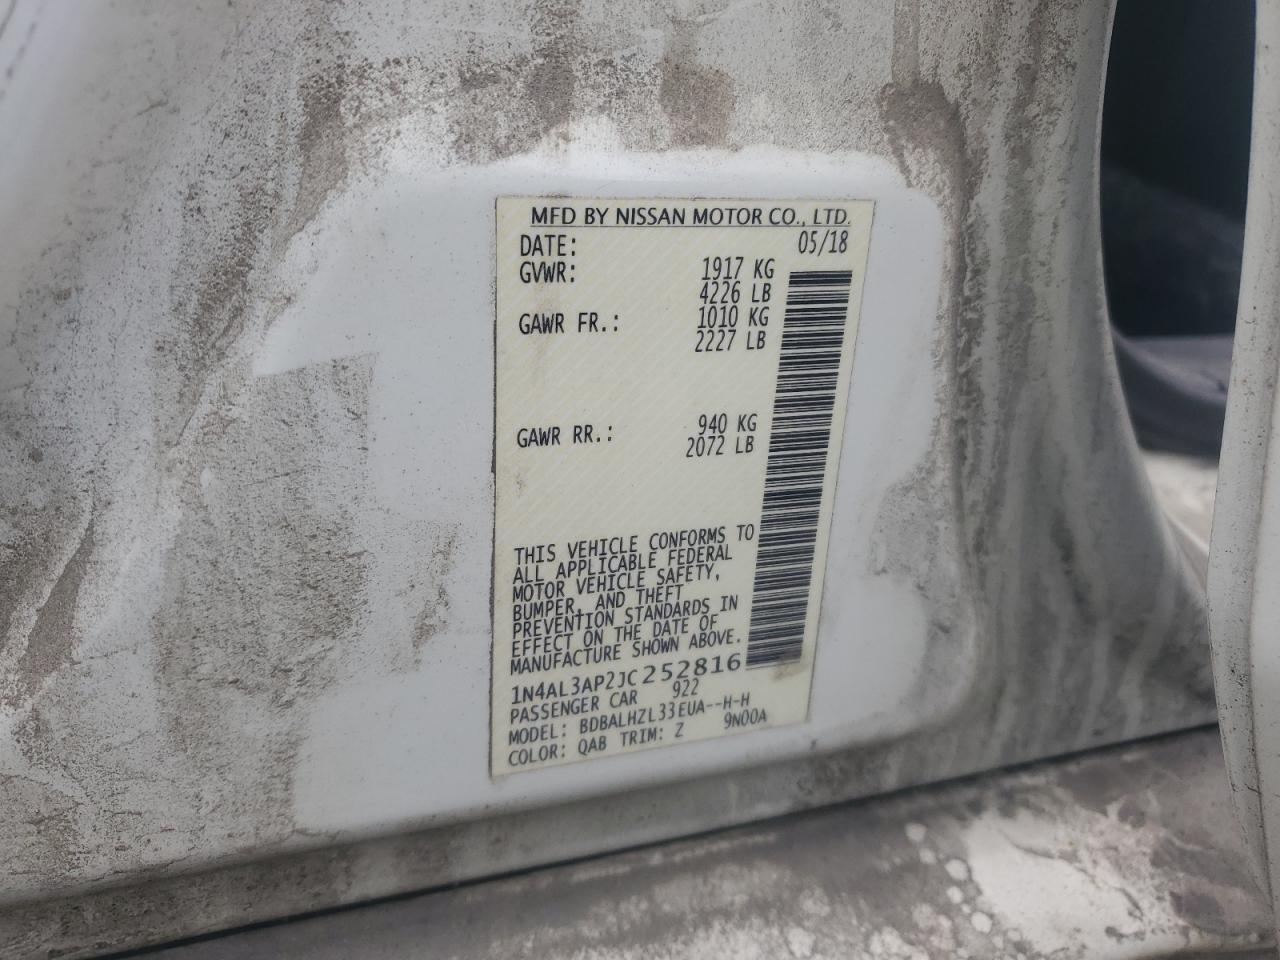 MFD BY NISSAN MOTOR CO., LTD.
DATE: 05/18
GVWR: 1917 KG
4226 LB
GAWR FR.: 1010 KG
2227 LB
GAWR RR.: 940 KG
2072 LB
THIS VEHICLE CONFORMS TO
ALL APPLICABLE FEDERAL
MOTOR VEHICLE SAFETY,
BUMPER, AND THEFT
PREVENTION STANDARDS IN
EFFECT ON THE DATE OF
MANUFACTURE SHOWN ABOVE.
1N4AL3AP2JC252816
PASSENGER CAR 922
MODEL: BDBALHZL33EUA--H-H
COLOR: QAB TRIM: Z 9N00A